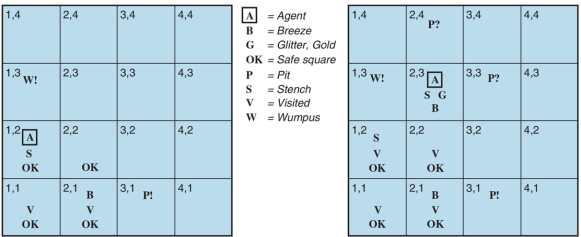 1,4 2,4 3,4 4,4
1,3 W! 2,3 3,3 4,3
1,2 A 2,2 3,2 4,2
S
OK OK
1,1 2,1 B 3,1 P! 4,1
V V
OK OK
A = Agent
B = Breeze
G = Glitter, Gold
OK = Safe square
P = Pit
S = Stench
V = Visited
W = Wumpus
1,4 2,4 P? 3,4 4,4
1,3 W! 2,3 A 3,3 P? 4,3
S G
B
1,2 S 2,2 3,2 4,2
V V
OK OK
1,1 2,1 B 3,1 P! 4,1
V V
OK OK